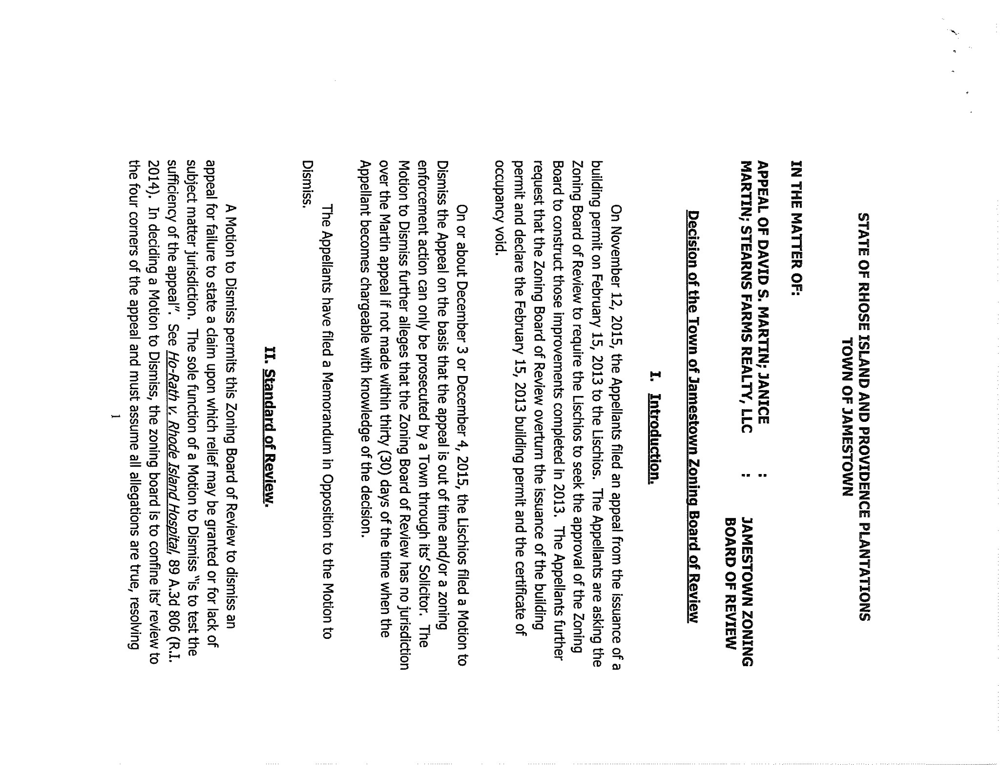 STATE OF RHOSE ISLAND AND PROVIDENCE PLANTATIONS
TOWN OF JAMESTOWN
IN THE MATTER OF:
APPEAL OF DAVID S. MARTIN; JANICE :
MARTIN; STEARNS FARMS REALTY, LLC : JAMESTOWN ZONING
BOARD OF REVIEW
Decision of the Town of Jamestown Zoning Board of Review
I. Introduction.
On November 12, 2015, the Appellants filed an appeal from the issuance of a
building permit on February 15, 2013 to the Lischios. The Appellants are asking the
Zoning Board of Review to require the Lischios to seek the approval of the Zoning
Board to construct those improvements completed in 2013. The Appellants further
request that the Zoning Board of Review overturn the issuance of the building
permit and declare the February 15, 2013 building permit and the certificate of
occupancy void.
On or about December 3 or December 4, 2015, the Lischios filed a Motion to
Dismiss the Appeal on the basis that the appeal is out of time and/or a zoning
enforcement action can only be prosecuted by a Town through its' Solicitor. The
Motion to Dismiss further alleges that the Zoning Board of Review has no jurisdiction
over the Martin appeal if not made within thirty (30) days of the time when the
Appellant becomes chargeable with knowledge of the decision.
The Appellants have filed a Memorandum in Opposition to the Motion to
Dismiss.
II. Standard of Review.
A Motion to Dismiss permits this Zoning Board of Review to dismiss an
appeal for failure to state a claim upon which relief may be granted or for lack of
subject matter jurisdiction. The sole function of a Motion to Dismiss "is to test the
sufficiency of the appeal". See Ho-Rath v. Rhode Island Hospital, 89 A.3d 806 (R.I.
2014). In deciding a Motion to Dismiss, the zoning board is to confine its' review to
the four corners of the appeal and must assume all allegations are true, resolving
1